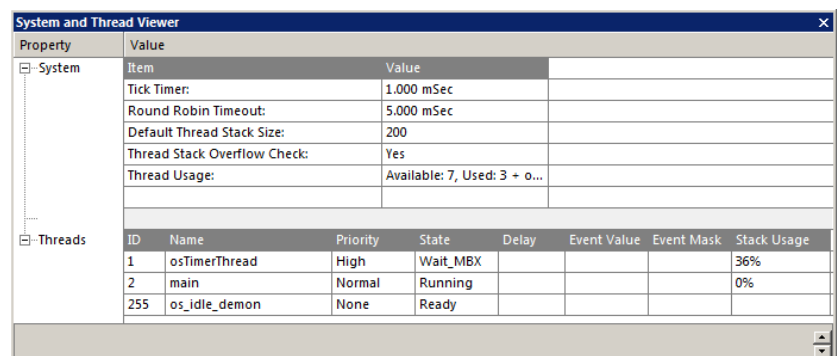 System and Thread Viewer
Property Value
System
Item Value
Tick Timer: 1.000 mSec
Round Robin Timeout: 5.000 mSec
Default Thread Stack Size: 200
Thread Stack Overflow Check: Yes
Thread Usage: Available: 7, Used: 3 + o...
Threads
ID Name Priority State Delay Event Value Event Mask Stack Usage
1 osTimerThread High Wait_MBX 36%
2 main Normal Running 0%
255 os_idle_demon None Ready